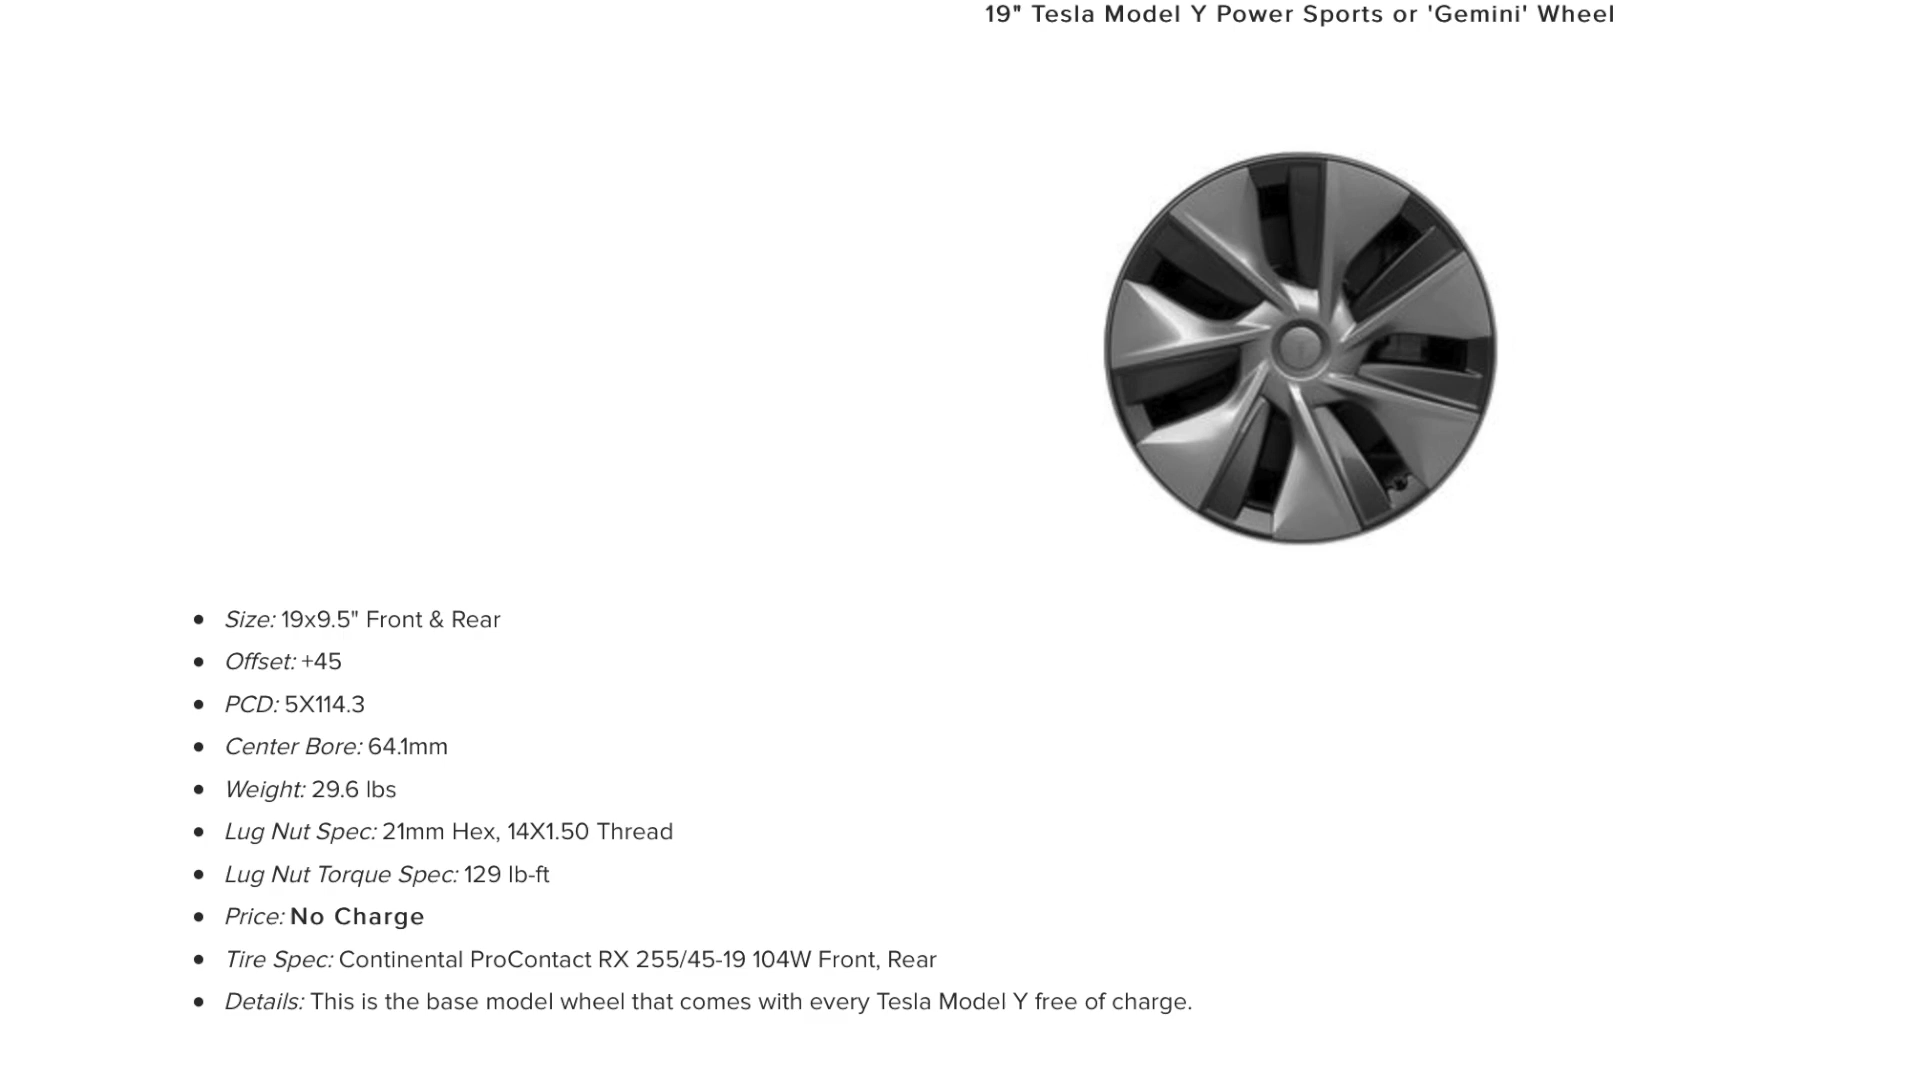 19" Tesla Model Y Power Sports or 'Gemini' Wheel
Size: 19x9.5" Front & Rear
Offset: +45
PCD: 5X114.3
Center Bore: 64.1mm
Weight: 29.6 lbs
Lug Nut Spec: 21mm Hex, 14X1.50 Thread
Lug Nut Torque Spec: 129 lb-ft
Price: No Charge
Tire Spec: Continental ProContact RX 255/45-19 104W Front, Rear
Details: This is the base model wheel that comes with every Tesla Model Y free of charge.